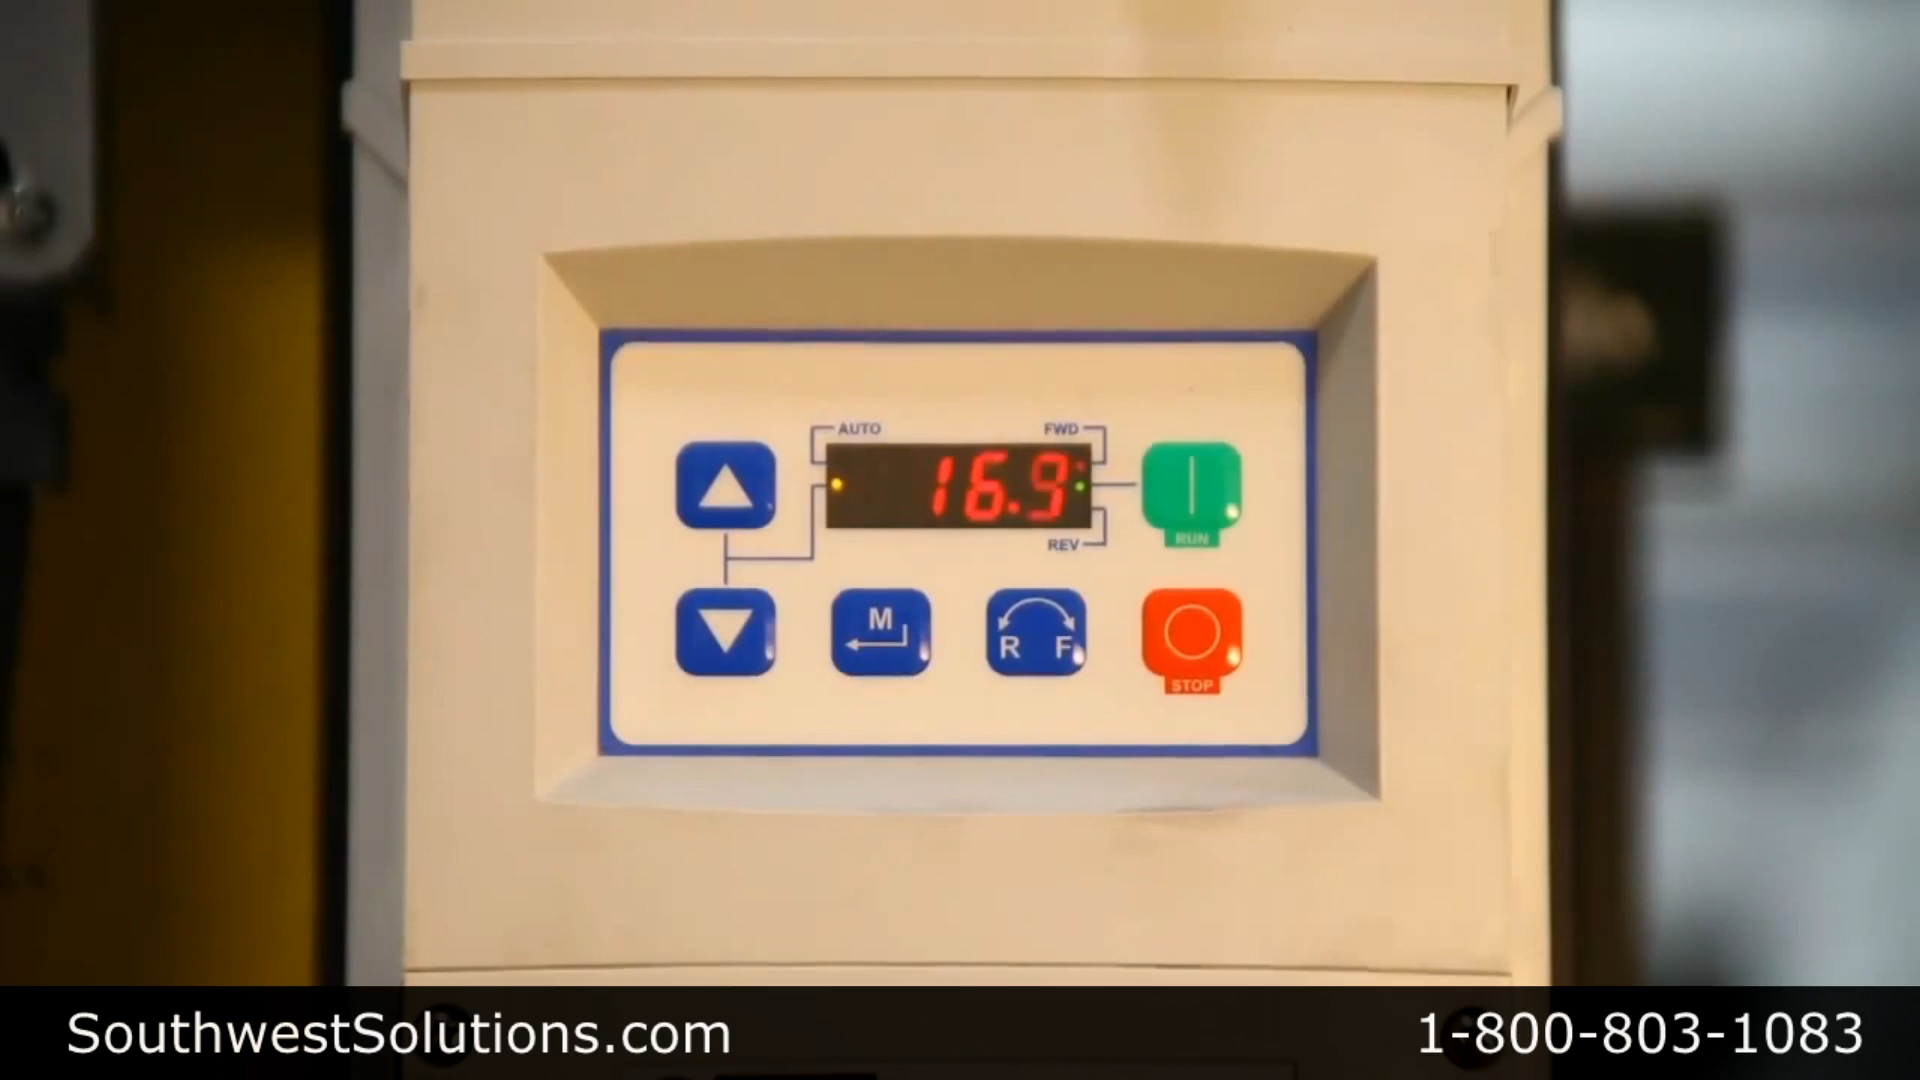 AUTO FWD
16.9
REV
RUN
M
R F
STOP
SouthwestSolutions.com 1-800-803-1083